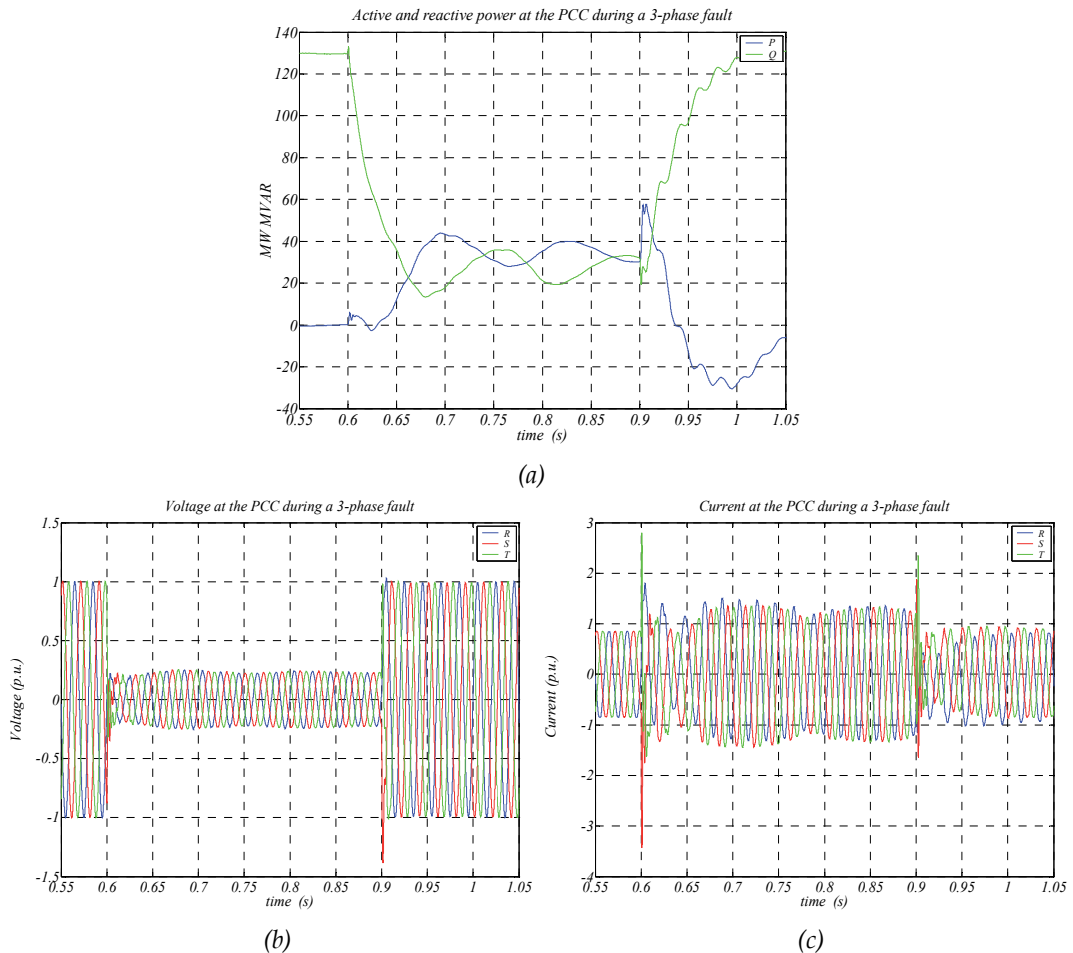 Active and reactive power at the PCC during a 3-phase fault
140
120
100
80
60
40
20
0
-20
-40
MW MVAR
P
Q
0.55 0.6 0.65 0.7 0.75 0.8 0.85 0.9 0.95 1 1.05
time (s)
(a)
Voltage at the PCC during a 3-phase fault
1.5
1
0.5
0
-0.5
-1
-1.5
Voltage (p.u.)
R
S
T
0.55 0.6 0.65 0.7 0.75 0.8 0.85 0.9 0.95 1 1.05
time (s)
(b)
Current at the PCC during a 3-phase fault
3
2
1
0
-1
-2
-3
-4
Current (p.u.)
R
S
T
0.55 0.6 0.65 0.7 0.75 0.8 0.85 0.9 0.95 1 1.05
time (s)
(c)